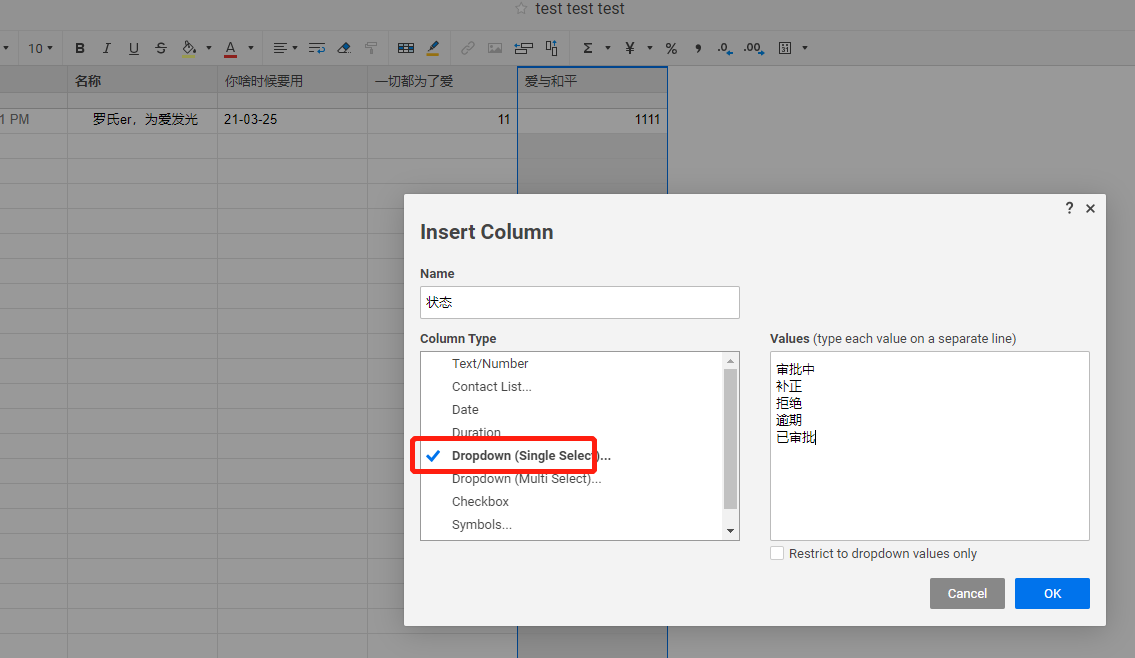 test test test
10 B I U S A Σ ¥ % , .0 .00 31
名称 你啥时候要用 一切都为了爱 爱与和平
1 PM 罗氏er，为爱发光 21-03-25 11 1111
? ×
Insert Column
Name
状态
Column Type
Text/Number
Contact List...
Date
Duration
Dropdown (Single Select)...
Dropdown (Multi Select)...
Checkbox
Symbols...
Values (type each value on a separate line)
审批中
补正
拒绝
逾期
已审批
Restrict to dropdown values only
Cancel OK